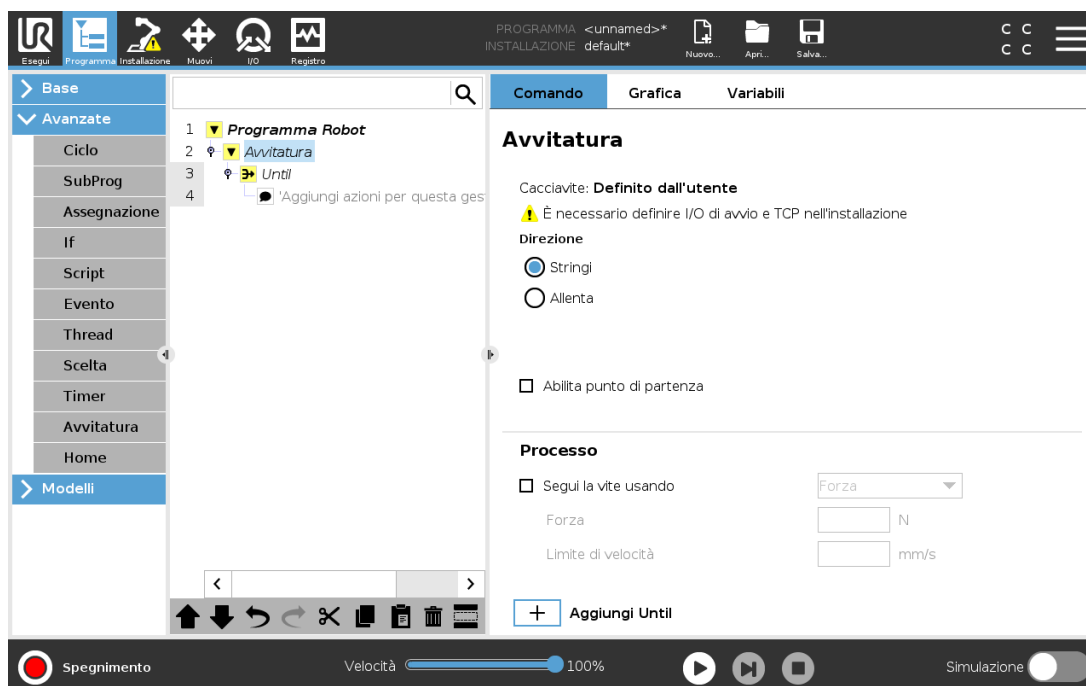 UR
PROGRAMMA <unnamed>*
INSTALLAZIONE default*
C C
C C
Esegui Programma Installazione Muovi I/O Registro Nuovo... Apri... Salva...
Base
Avanzate
Ciclo
SubProg
Assegnazione
If
Script
Evento
Thread
Scelta
Timer
Avvitatura
Home
Modelli
1 Programma Robot
2 Avvitatura
3 Until
4 'Aggiungi azioni per questa ges
Comando Grafica Variabili
Avvitatura
Cacciavite: Definito dall'utente
È necessario definire I/O di avvio e TCP nell'installazione
Direzione
Stringi
Allenta
Abilita punto di partenza
Processo
Segui la vite usando Forza
Forza N
Limite di velocità mm/s
+ Aggiungi Until
Spegnimento Velocità 100% Simulazione